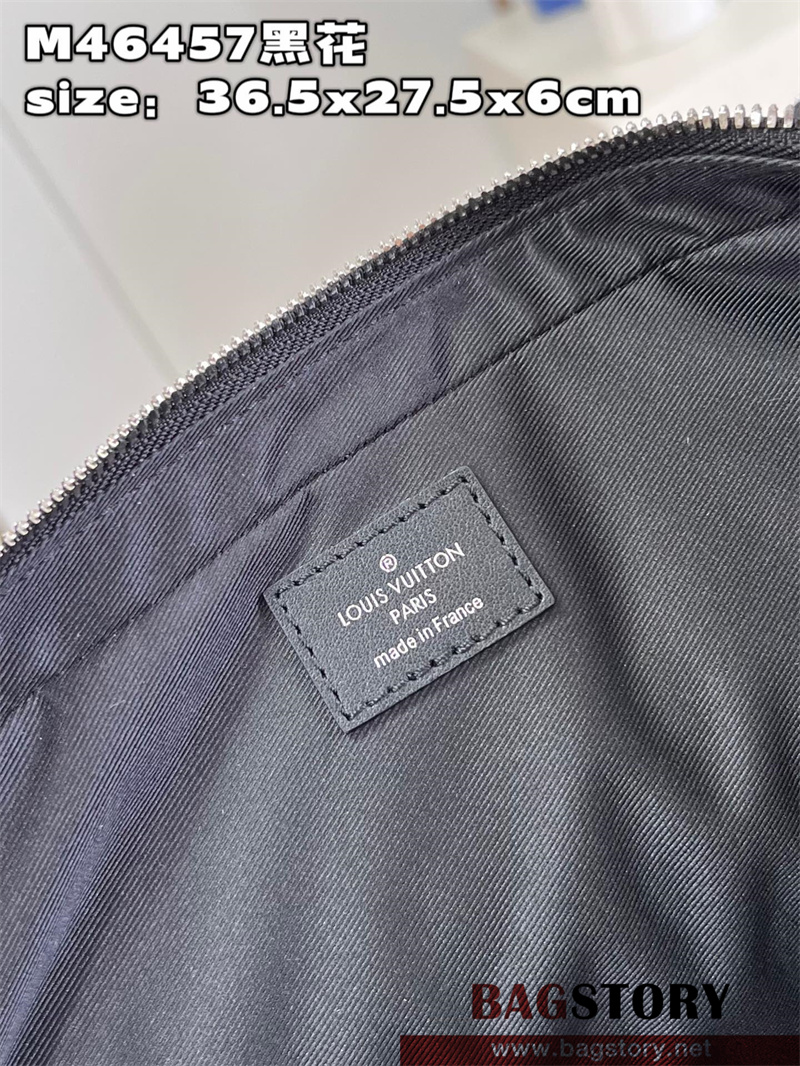 M46457黑花
size： 36.5x27.5x6cm
®
LOUIS VUITTON
PARIS
made in France
BAGSTORY
www.bagstory.net